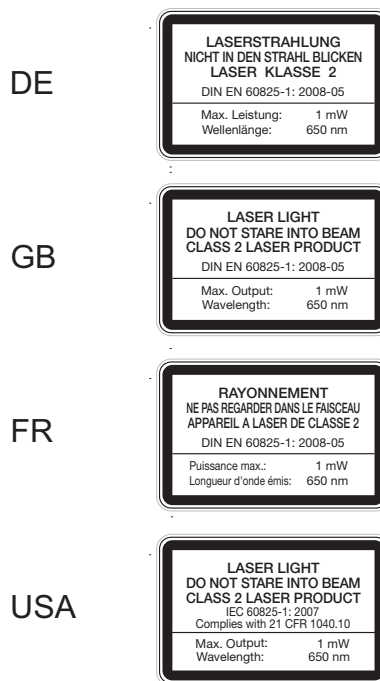 DE
LASERSTRAHLUNG
NICHT IN DEN STRAHL BLICKEN
LASER KLASSE 2
DIN EN 60825-1: 2008-05
Max. Leistung: 1 mW
Wellenlänge: 650 nm
GB
LASER LIGHT
DO NOT STARE INTO BEAM
CLASS 2 LASER PRODUCT
DIN EN 60825-1: 2008-05
Max. Output: 1 mW
Wavelength: 650 nm
FR
RAYONNEMENT
NE PAS REGARDER DANS LE FAISCEAU
APPAREIL A LASER DE CLASSE 2
DIN EN 60825-1: 2008-05
Puissance max.: 1 mW
Longueur d'onde émis: 650 nm
USA
LASER LIGHT
DO NOT STARE INTO BEAM
CLASS 2 LASER PRODUCT
IEC 60825-1: 2007
Complies with 21 CFR 1040.10
Max. Output: 1 mW
Wavelength: 650 nm